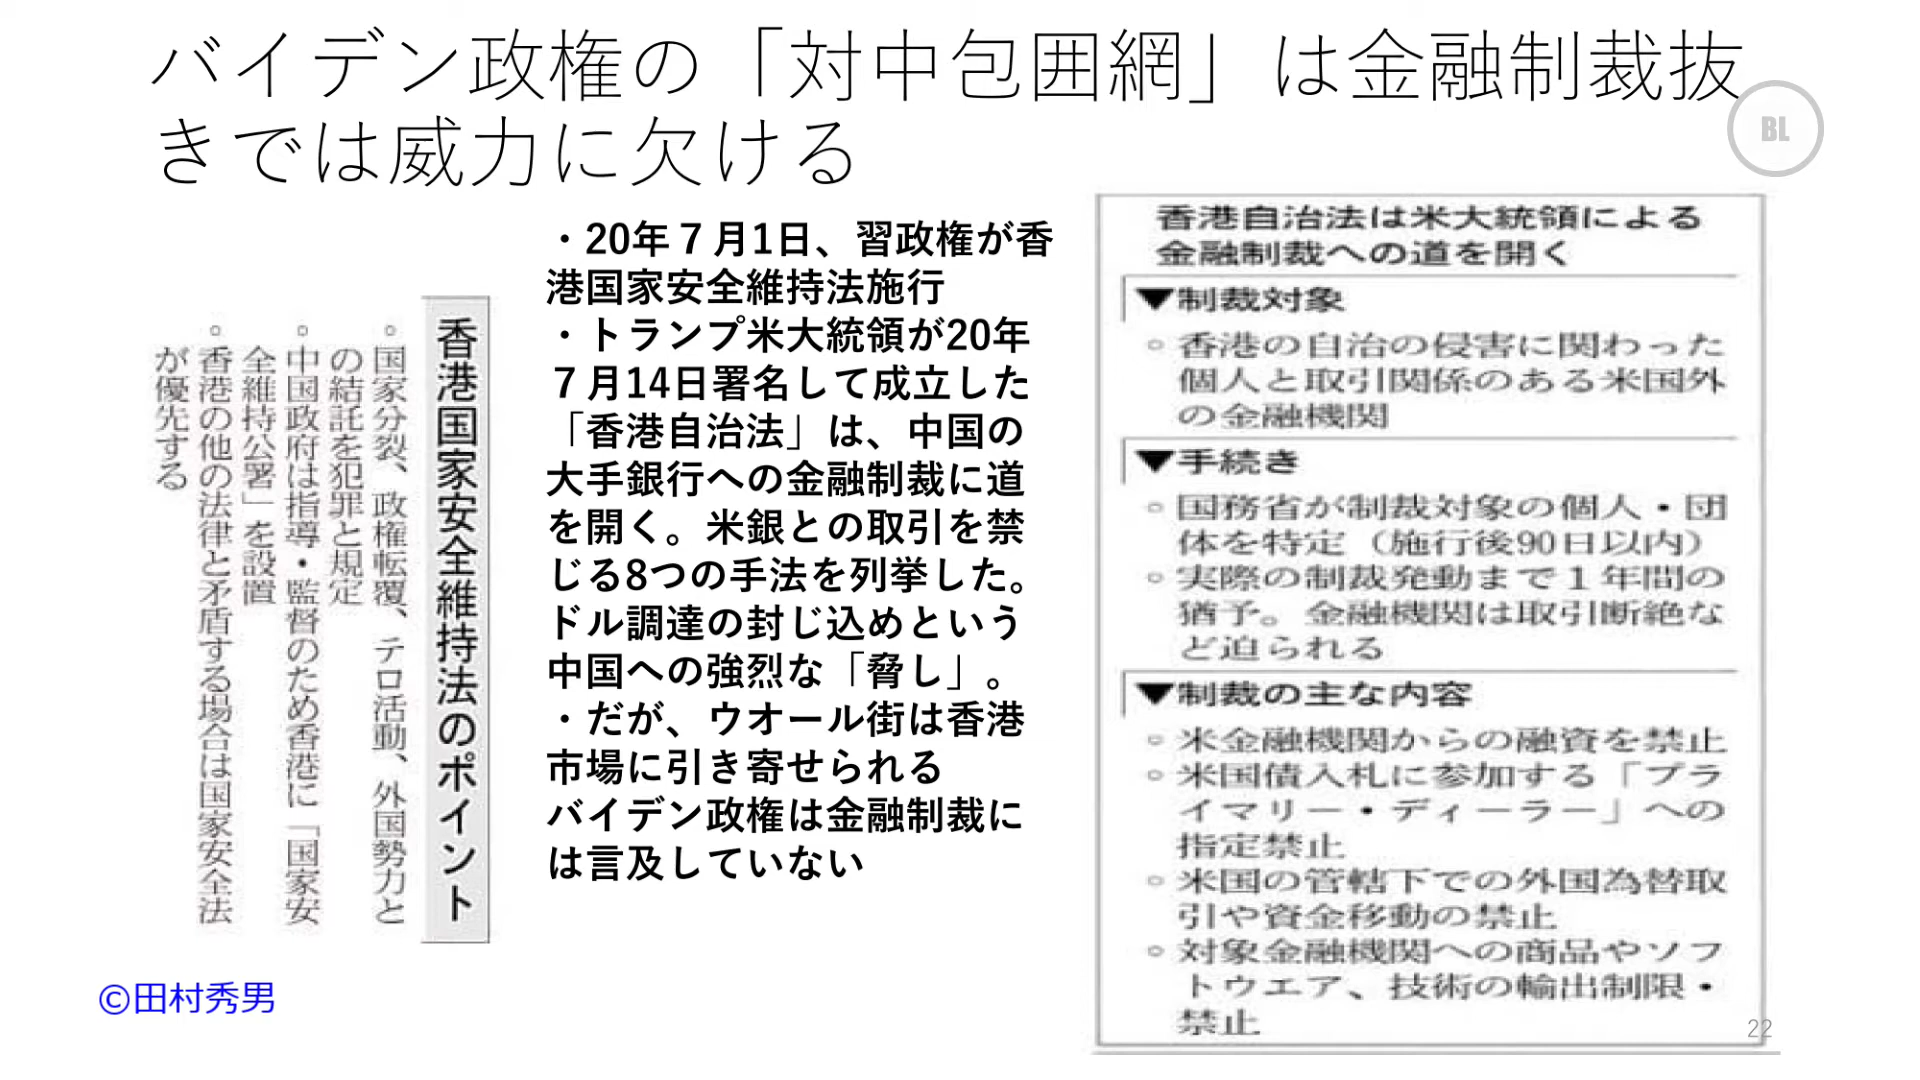 バイデン政権の「対中包囲網」は金融制裁抜
きでは威力に欠ける
BL
香港国家安全維持法のポイント
○国家分裂、政権転覆、テロ活動、外国勢力と
の結託を犯罪と規定
○中国政府は指導・監督のため香港に「国家安
全維持公署」を設置
○香港の他の法律と矛盾する場合は国家安全法
が優先する
・20年７月1日、習政権が香
港国家安全維持法施行
・トランプ米大統領が20年
７月14日署名して成立した
「香港自治法」は、中国の
大手銀行への金融制裁に道
を開く。米銀との取引を禁
じる8つの手法を列挙した。
ドル調達の封じ込めという
中国への強烈な「脅し」。
・だが、ウオール街は香港
市場に引き寄せられる
バイデン政権は金融制裁に
は言及していない
香港自治法は米大統領による
金融制裁への道を開く
▼制裁対象
○香港の自治の侵害に関わった
個人と取引関係のある米国外
の金融機関
▼手続き
○国務省が制裁対象の個人・団
体を特定（施行後90日以内）
○実際の制裁発動まで１年間の
猶予。金融機関は取引断絶な
ど迫られる
▼制裁の主な内容
○米金融機関からの融資を禁止
○米国債入札に参加する「プラ
イマリー・ディーラー」への
指定禁止
○米国の管轄下での外国為替取
引や資金移動の禁止
○対象金融機関への商品やソフ
トウエア、技術の輸出制限・
禁止
©田村秀男
22